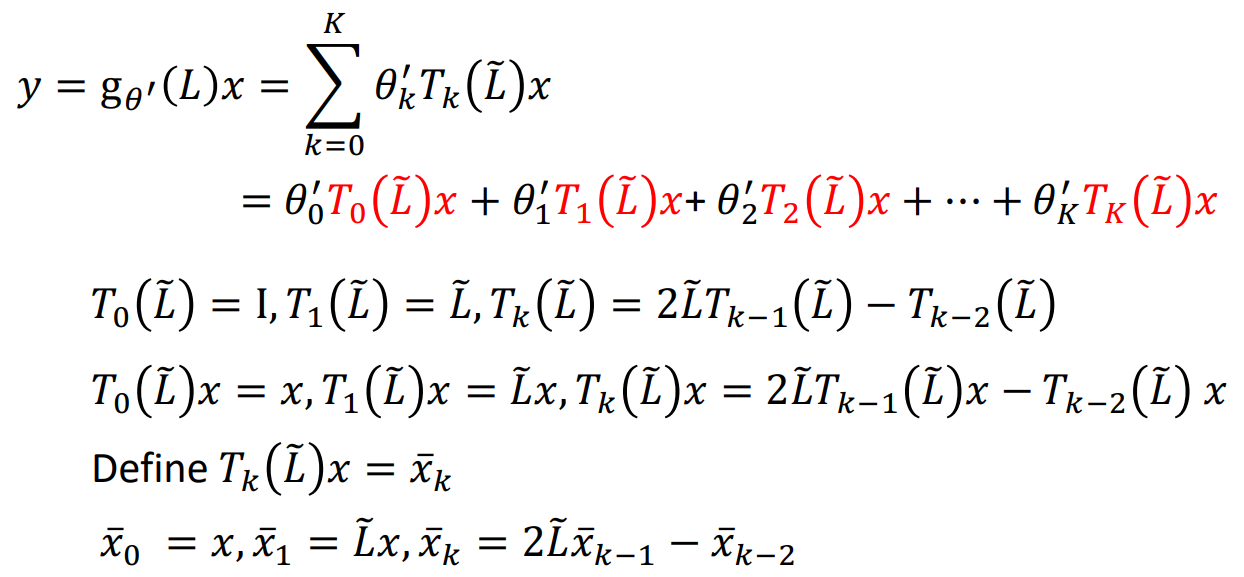 y = g_θ′(L)x = ∑_{k=0}^{K} θ′_k T_k(L̃)x
= θ′_0 T_0(L̃)x + θ′_1 T_1(L̃)x+ θ′_2 T_2(L̃)x + ⋯ + θ′_K T_K(L̃)x
T_0(L̃) = I, T_1(L̃) = L̃, T_k(L̃) = 2L̃T_{k−1}(L̃) − T_{k−2}(L̃)
T_0(L̃)x = x, T_1(L̃)x = L̃x, T_k(L̃)x = 2L̃T_{k−1}(L̃)x − T_{k−2}(L̃) x
Define T_k(L̃)x = x̄_k
x̄_0 = x, x̄_1 = L̃x, x̄_k = 2L̃x̄_{k−1} − x̄_{k−2}